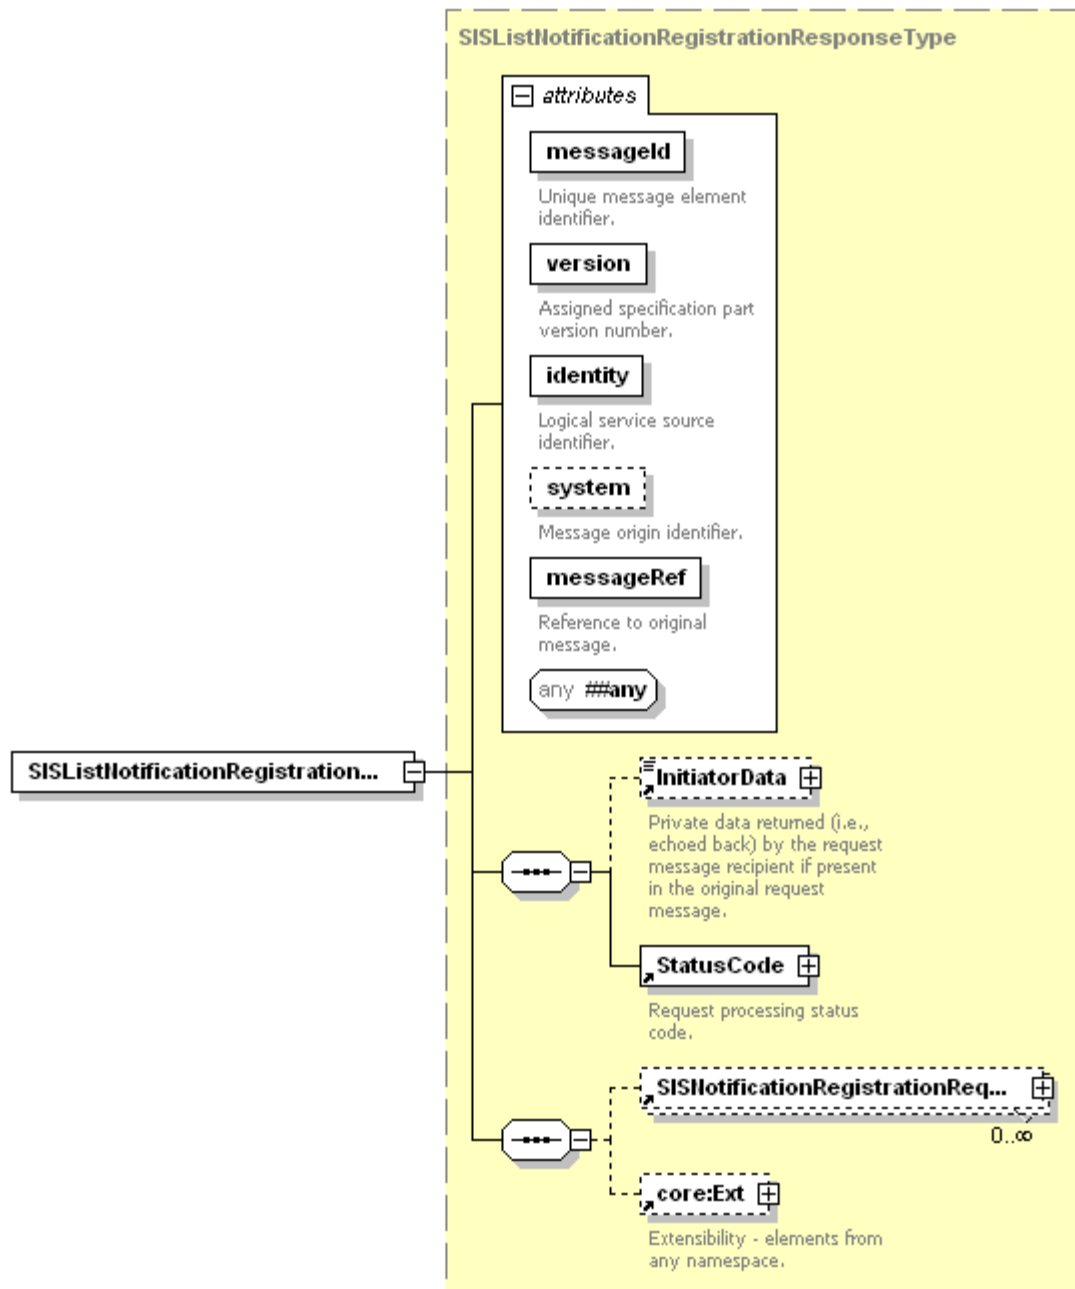 SISListNotificationRegistrationResponseType
attributes
messageId
Unique message element
identifier.
version
Assigned specification part
version number.
identity
Logical service source
identifier.
system
Message origin identifier.
messageRef
Reference to original
message.
any ##any
SISListNotificationRegistration...
InitiatorData
Private data returned (i.e.,
echoed back) by the request
message recipient if present
in the original request
message.
StatusCode
Request processing status
code.
SISNotificationRegistrationReq...
0..∞
core:Ext
Extensibility - elements from
any namespace.